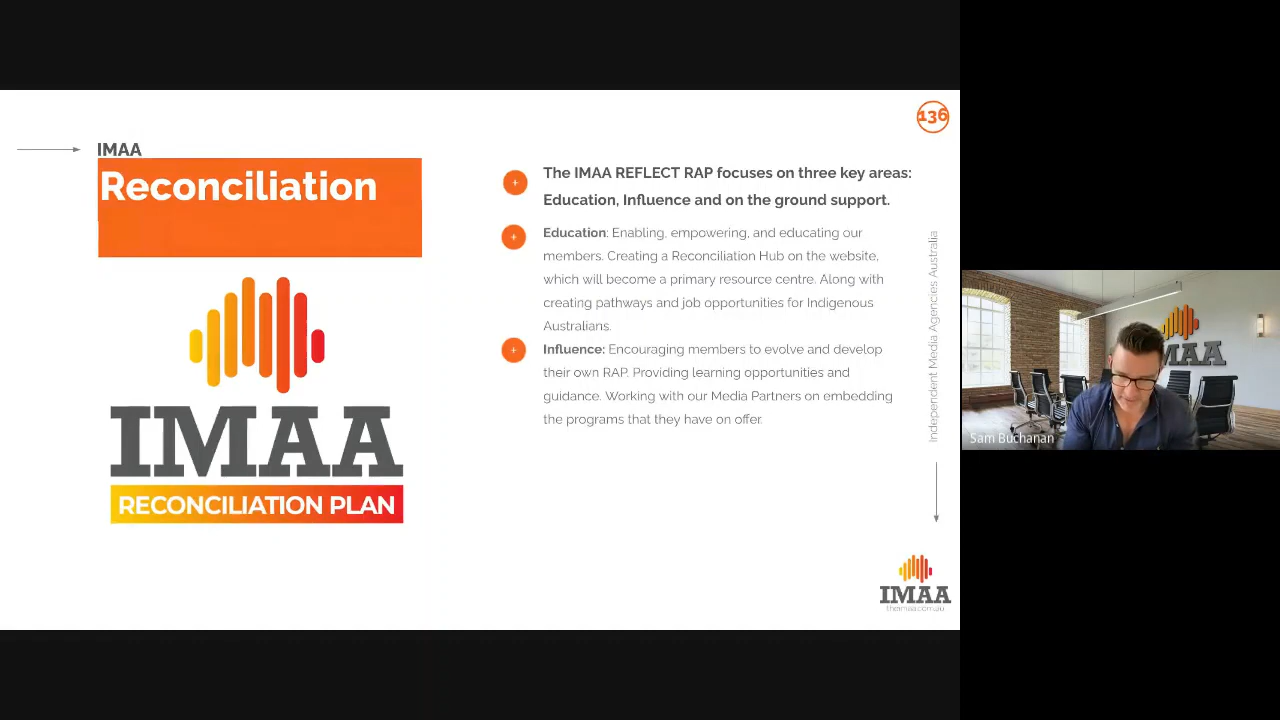 136
IMAA
Reconciliation
The IMAA REFLECT RAP focuses on three key areas:
Education, Influence and on the ground support.
Education: Enabling, empowering, and educating our
members. Creating a Reconciliation Hub on the website,
which will become a primary resource centre. Along with
creating pathways and job opportunities for Indigenous
Australians.
Influence: Encouraging members to evolve and develop
their own RAP. Providing learning opportunities and
guidance. Working with our Media Partners on embedding
the programs that they have on offer.
IMAA
RECONCILIATION PLAN
Independent Media Agencies Australia
IMAA
theimaa.com.au
IMAA
Sam Buchanan